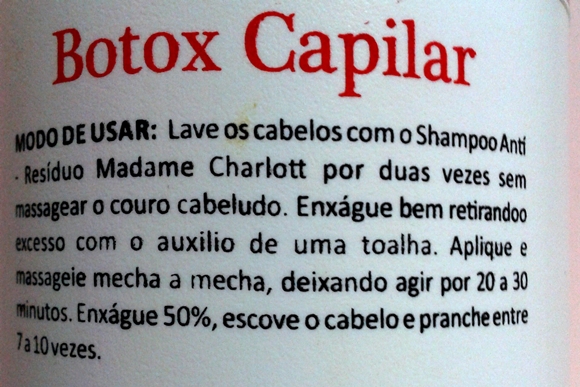 Botox Capilar
MODO DE USAR: Lave os cabelos com o Shampoo Anti
- Resíduo Madame Charlott por duas vezes sem
massagear o couro cabeludo. Enxágue bem retirandoo
excesso com o auxilio de uma toalha. Aplique e
massageie mecha a mecha, deixando agir por 20 a 30
minutos. Enxágue 50%, escove o cabelo e pranche entre
7 a 10 vezes.